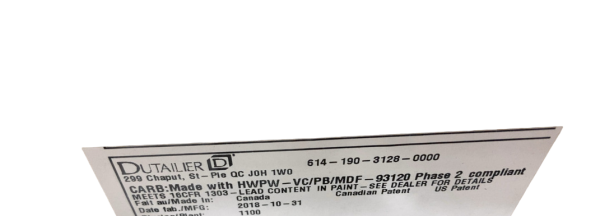 DUTAILIER DT 614-190-3128-0000
299 Chaput, St-Pie QC J0H 1W0
CARB: Made with HWPW-VC/PB/MDF-93120 Phase 2 compliant
MEETS 16CFR 1303-LEAD CONTENT IN PAINT-SEE DEALER FOR DETAILS
Fait au/Made in: Canada Canadian Patent US Patent
Date fab./MFG: 2018-10-31
1100